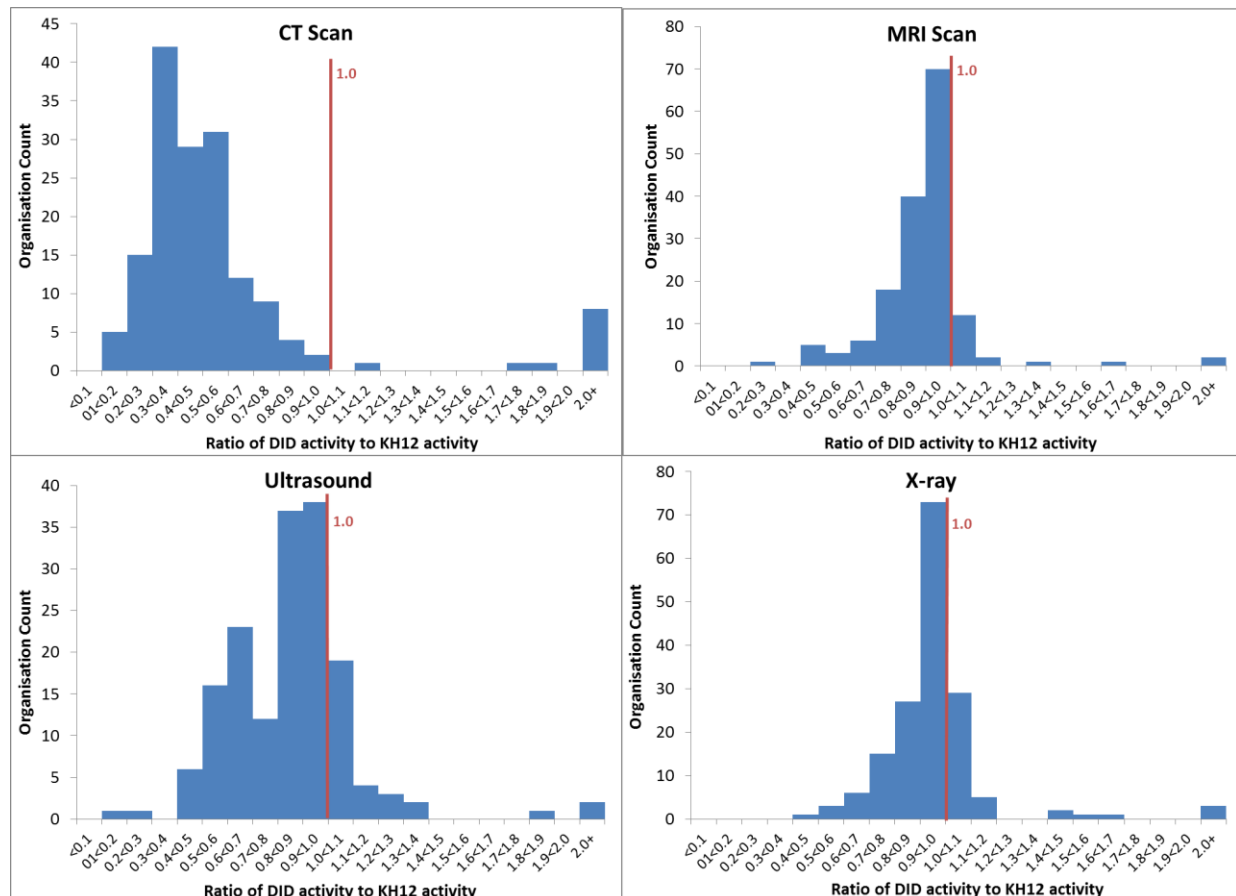 CT Scan
45
40
35
30
25
20
15
10
5
0
Organisation Count
1.0
<0.1 01<0.2 0.2<0.3 0.3<0.4 0.4<0.5 0.5<0.6 0.6<0.7 0.7<0.8 0.8<0.9 0.9<1.0 1.0<1.1 1.1<1.2 1.2<1.3 1.3<1.4 1.4<1.5 1.5<1.6 1.6<1.7 1.7<1.8 1.8<1.9 1.9<2.0 2.0+
Ratio of DID activity to KH12 activity
MRI Scan
80
70
60
50
40
30
20
10
0
Organisation Count
1.0
<0.1 01<0.2 0.2<0.3 0.3<0.4 0.4<0.5 0.5<0.6 0.6<0.7 0.7<0.8 0.8<0.9 0.9<1.0 1.0<1.1 1.1<1.2 1.2<1.3 1.3<1.4 1.4<1.5 1.5<1.6 1.6<1.7 1.7<1.8 1.8<1.9 1.9<2.0 2.0+
Ratio of DID activity to KH12 activity
Ultrasound
40
35
30
25
20
15
10
5
0
Organisation Count
1.0
<0.1 01<0.2 0.2<0.3 0.3<0.4 0.4<0.5 0.5<0.6 0.6<0.7 0.7<0.8 0.8<0.9 0.9<1.0 1.0<1.1 1.1<1.2 1.2<1.3 1.3<1.4 1.4<1.5 1.5<1.6 1.6<1.7 1.7<1.8 1.8<1.9 1.9<2.0 2.0+
Ratio of DID activity to KH12 activity
X-ray
80
70
60
50
40
30
20
10
0
Organisation Count
1.0
<0.1 01<0.2 0.2<0.3 0.3<0.4 0.4<0.5 0.5<0.6 0.6<0.7 0.7<0.8 0.8<0.9 0.9<1.0 1.0<1.1 1.1<1.2 1.2<1.3 1.3<1.4 1.4<1.5 1.5<1.6 1.6<1.7 1.7<1.8 1.8<1.9 1.9<2.0 2.0+
Ratio of DID activity to KH12 activity